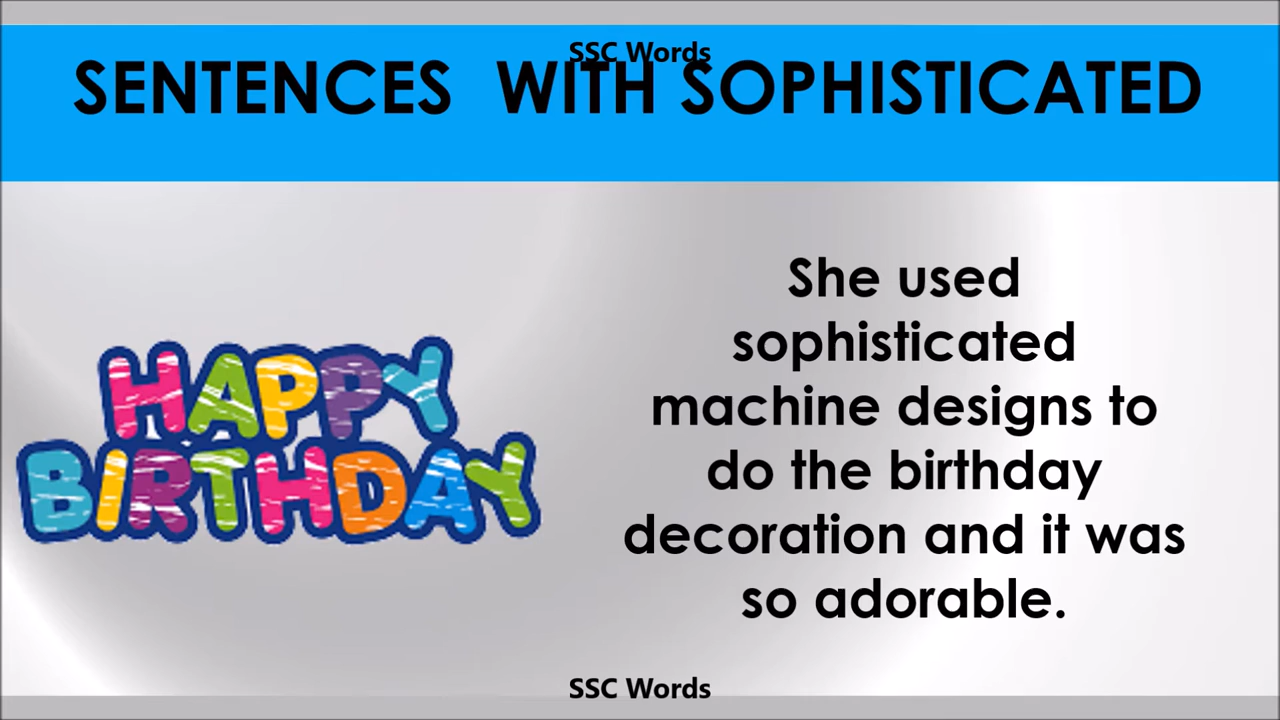 SSC Words
SENTENCES WITH SOPHISTICATED
She used
sophisticated
machine designs to
do the birthday
decoration and it was
so adorable.
HAPPY
BIRTHDAY
SSC Words